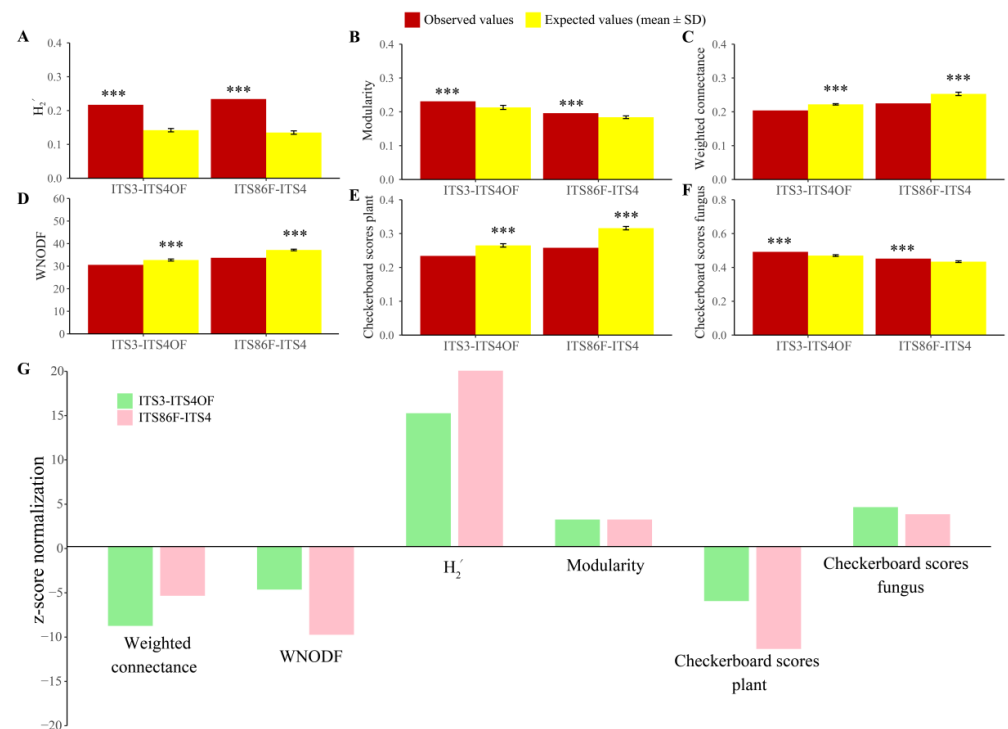 Observed values Expected values (mean ± SD)
A
H2′
0.4
0.3
0.2
0.1
0.0
***
***
ITS3-ITS4OF ITS86F-ITS4
B
Modularity
0.4
0.3
0.2
0.1
0.0
***
***
ITS3-ITS4OF ITS86F-ITS4
C
Weighted connectance
0.4
0.3
0.2
0.1
0.0
***
***
ITS3-ITS4OF ITS86F-ITS4
D
WNODF
60
50
40
30
20
10
0
***
***
ITS3-ITS4OF ITS86F-ITS4
E
Checkerboard scores plant
0.4
0.3
0.2
0.1
0.0
***
***
ITS3-ITS4OF ITS86F-ITS4
F
Checkerboard scores fungus
0.8
0.6
0.4
0.2
0.0
***
***
ITS3-ITS4OF ITS86F-ITS4
G
z-score normalization
20
15
10
5
0
−5
−10
−15
−20
ITS3-ITS4OF
ITS86F-ITS4
Weighted
connectance
WNODF
H2′
Modularity
Checkerboard scores
plant
Checkerboard scores
fungus